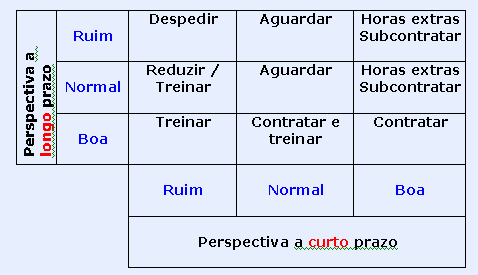 Perspectiva a
longo prazo
Ruim
Despedir
Aguardar
Horas extras
Subcontratar
Normal
Reduzir /
Treinar
Aguardar
Horas extras
Subcontratar
Boa
Treinar
Contratar e
treinar
Contratar
Ruim
Normal
Boa
Perspectiva a curto prazo